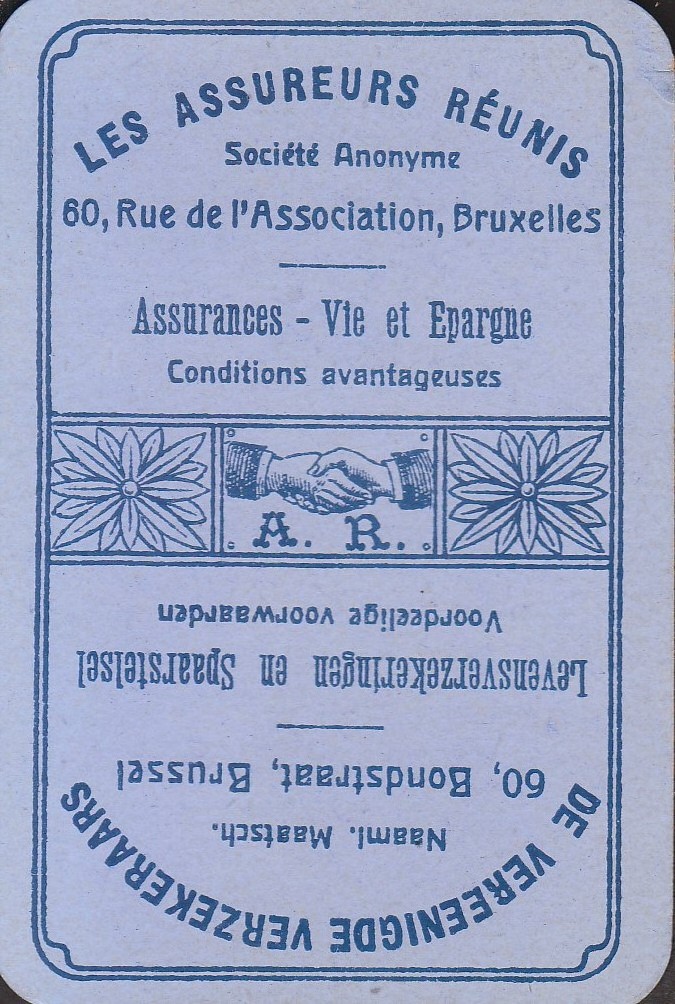 LES ASSUREURS RÉUNIS
Société Anonyme
60, Rue de l'Association, Bruxelles
Assurances - Vie et Epargne
Conditions avantageuses
A. R.
DE VEREENIGDE VERZEKERAARS
Naaml. Maatsch.
60, Bondstraat, Brussel
Levensverzekeringen en Spaarstelsel
Voordeelige voorwaarden